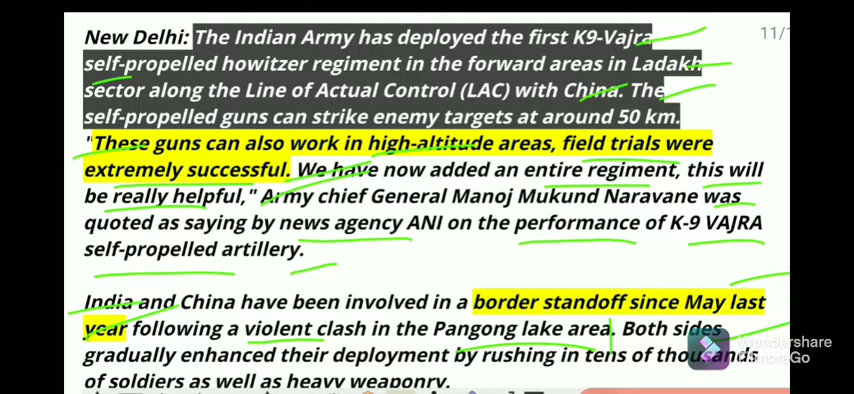 New Delhi: The Indian Army has deployed the first K9-Vajra
11/1
self-propelled howitzer regiment in the forward areas in Ladakh
sector along the Line of Actual Control (LAC) with China. The
self-propelled guns can strike enemy targets at around 50 km.
"These guns can also work in high-altitude areas, field trials were
extremely successful. We have now added an entire regiment, this will
be really helpful," Army chief General Manoj Mukund Naravane was
quoted as saying by news agency ANI on the performance of K-9 VAJRA
self-propelled artillery.
India and China have been involved in a border standoff since May last
year following a violent clash in the Pangong lake area. Both sides
gradually enhanced their deployment by rushing in tens of thousands
of soldiers as well as heavy weaponry.
wondershare
FilmoraGo